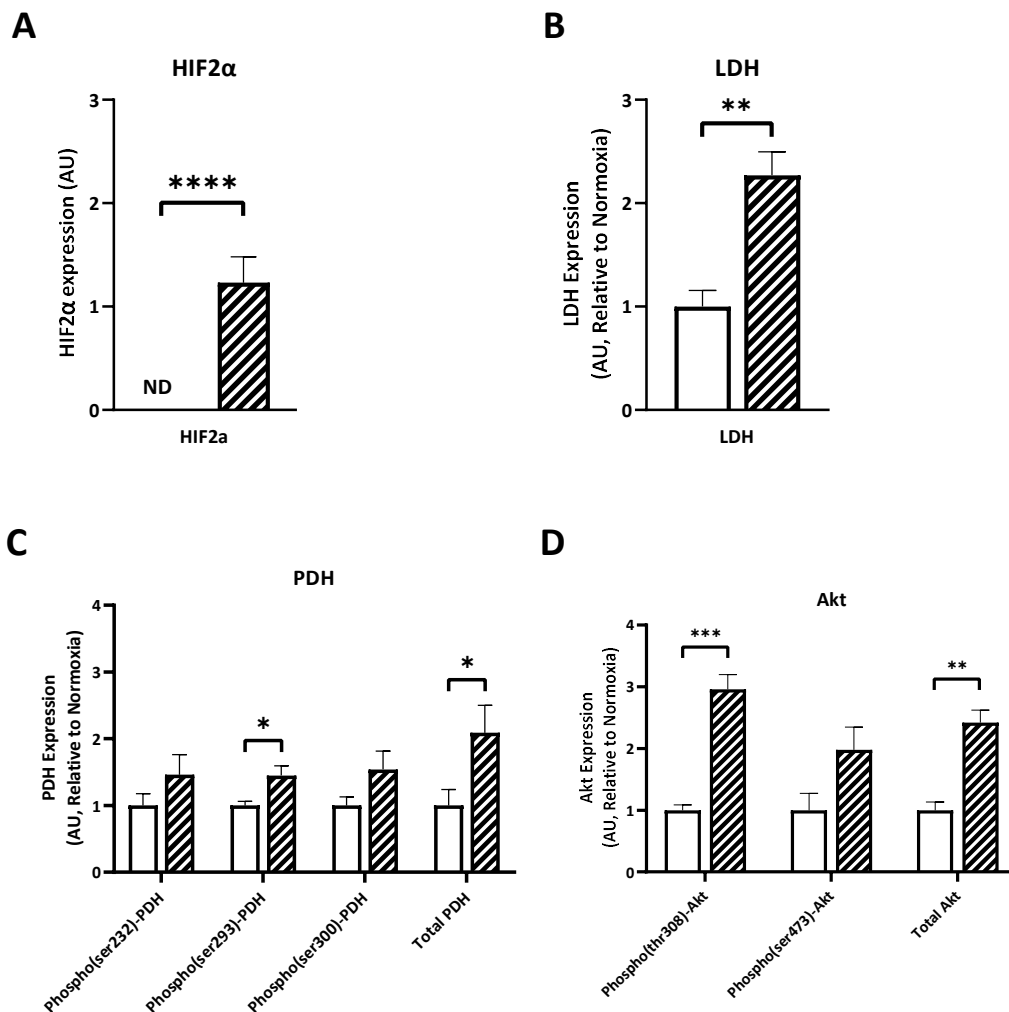 A
HIF2α
HIF2α expression (AU)
3
2
1
0
****
ND
HIF2a
B
LDH
LDH Expression
(AU, Relative to Normoxia)
3
2
1
0
**
LDH
C
PDH
PDH Expression
(AU, Relative to Normoxia)
4
3
2
1
0
*
*
Phospho(ser232)-PDH
Phospho(ser293)-PDH
Phospho(ser300)-PDH
Total PDH
D
Akt
Akt Expression
(AU, Relative to Normoxia)
4
3
2
1
0
***
**
Phospho(thr308)-Akt
Phospho(ser473)-Akt
Total Akt